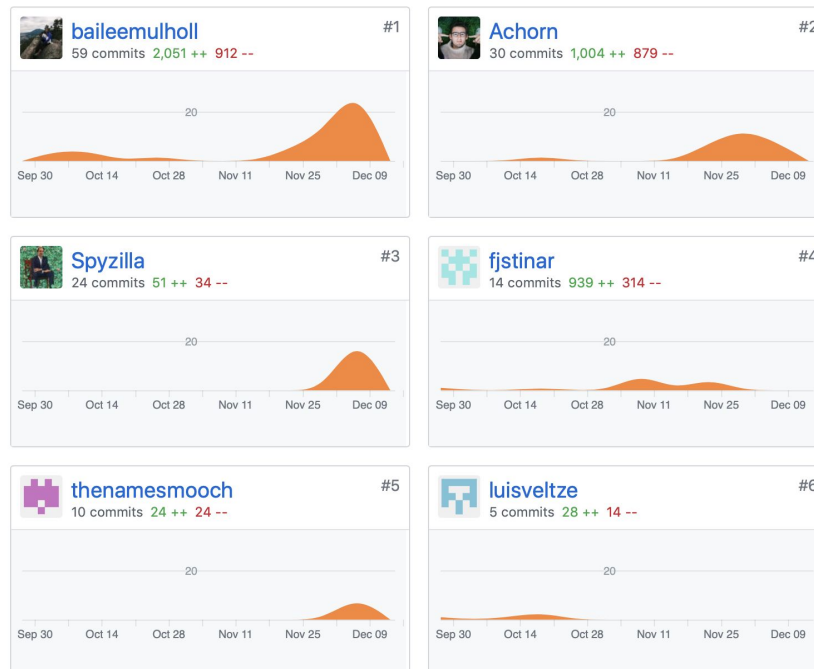 baileemulholl #1
59 commits 2,051 ++ 912 --
20
Sep 30 Oct 14 Oct 28 Nov 11 Nov 25 Dec 09
Achorn #2
30 commits 1,004 ++ 879 --
20
Sep 30 Oct 14 Oct 28 Nov 11 Nov 25 Dec 09
Spyzilla #3
24 commits 51 ++ 34 --
20
Sep 30 Oct 14 Oct 28 Nov 11 Nov 25 Dec 09
fjstinar #4
14 commits 939 ++ 314 --
20
Sep 30 Oct 14 Oct 28 Nov 11 Nov 25 Dec 09
thenamesmooch #5
10 commits 24 ++ 24 --
20
Sep 30 Oct 14 Oct 28 Nov 11 Nov 25 Dec 09
luisveltze #6
5 commits 28 ++ 14 --
20
Sep 30 Oct 14 Oct 28 Nov 11 Nov 25 Dec 09